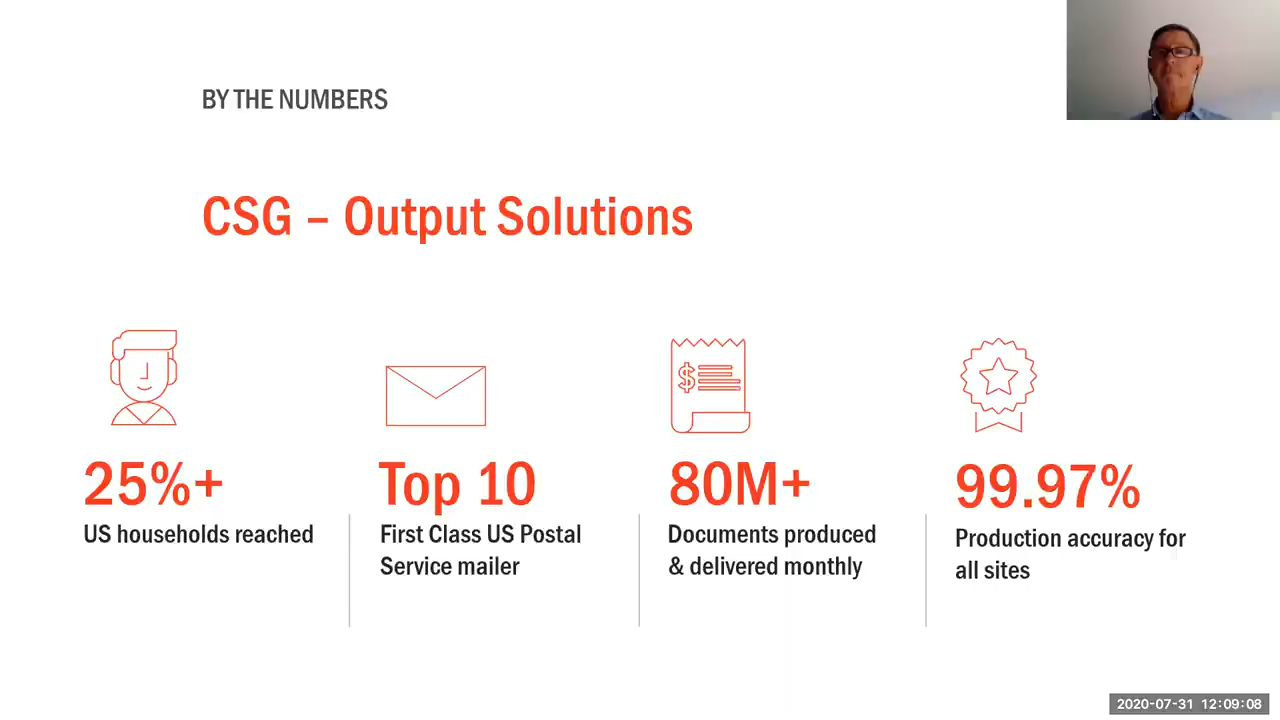 BY THE NUMBERS
CSG – Output Solutions
$
25%+
US households reached
Top 10
First Class US Postal
Service mailer
80M+
Documents produced
& delivered monthly
99.97%
Production accuracy for
all sites
2020-07-31 12:09:08